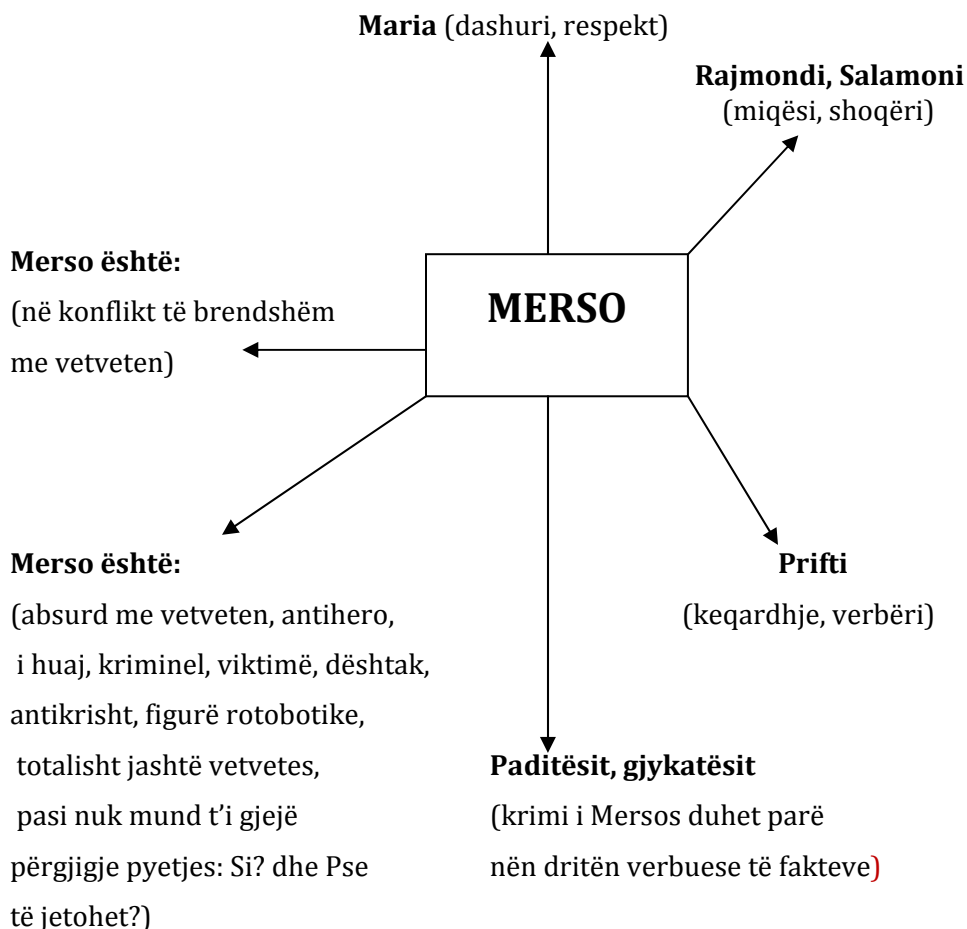 Maria (dashuri, respekt)
Rajmondi, Salamoni
(miqësi, shoqëri)
Merso është:
(në konflikt të brendshëm
me vetveten)
MERSO
Merso është:
(absurd me vetveten, antihero,
i huaj, kriminel, viktimë, dështak,
antikrisht, figurë rotobotike,
totalisht jashtë vetvetes,
pasi nuk mund t’i gjejë
përgjigje pyetjes: Si? dhe Pse
të jetohet?)
Prifti
(keqardhje, verbëri)
Paditësit, gjykatësit
(krimi i Mersos duhet parë
nën dritën verbuese të fakteve)